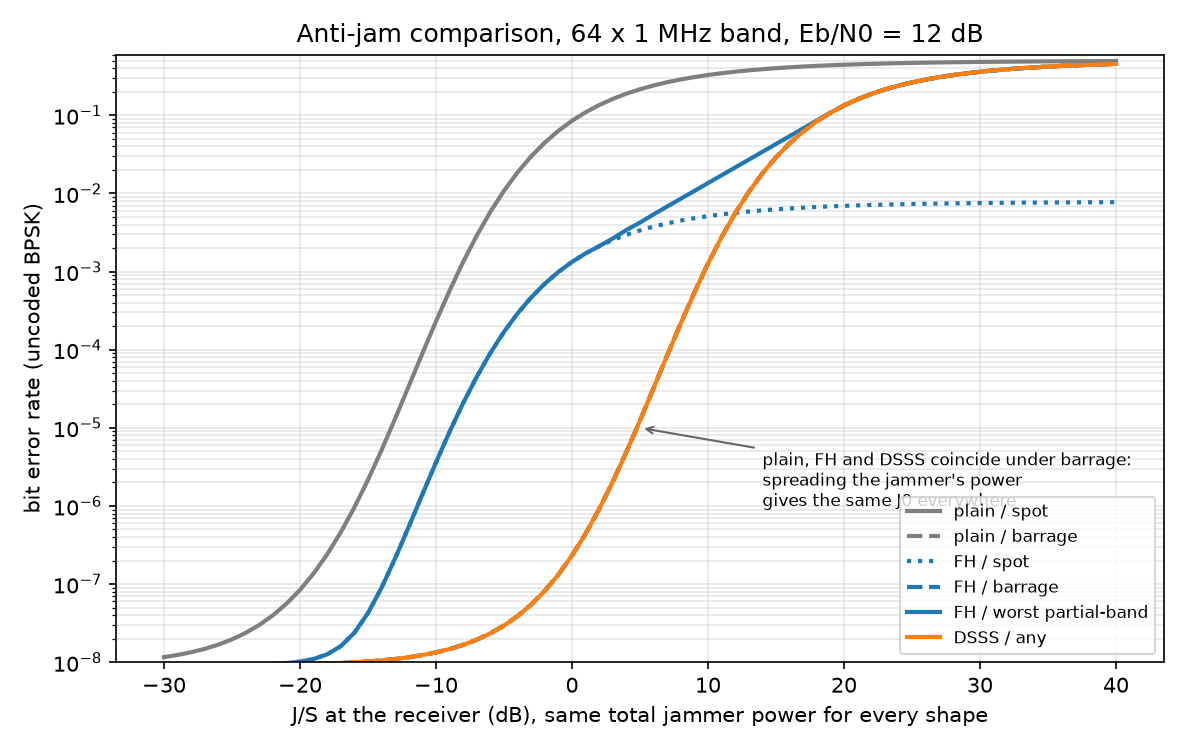 Anti-jam comparison, 64 x 1 MHz band, Eb/N0 = 12 dB
bit error rate (uncoded BPSK)
10⁻¹
10⁻²
10⁻³
10⁻⁴
10⁻⁵
10⁻⁶
10⁻⁷
10⁻⁸
plain, FH and DSSS coincide under barrage:
spreading the jammer's power
gives the same J0 everywhere
plain / spot
plain / barrage
FH / spot
FH / barrage
FH / worst partial-band
DSSS / any
−30
−20
−10
0
10
20
30
40
J/S at the receiver (dB), same total jammer power for every shape